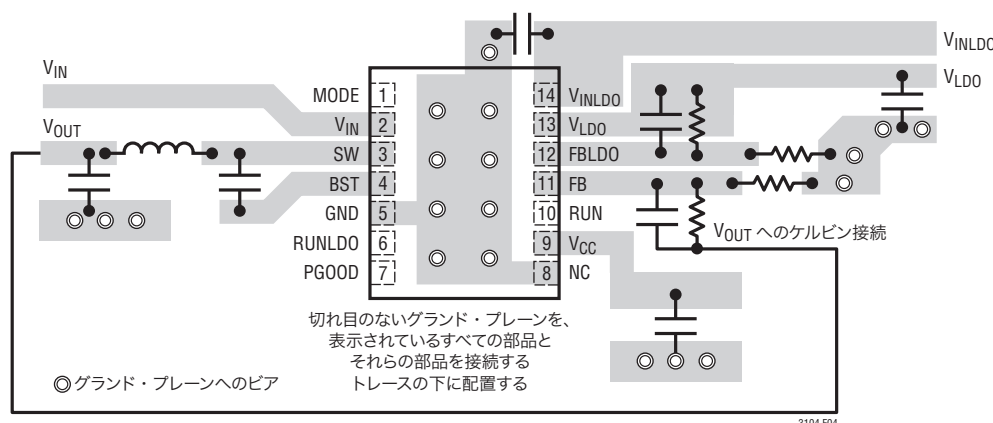 VINLDO
VIN
VLDO
VOUT
MODE 1
VIN 2
SW 3
BST 4
GND 5
RUNLDO 6
PGOOD 7
14 VINLDO
13 VLDO
12 FBLDO
11 FB
10 RUN
9 VCC
8 NC
VOUT へのケルビン接続
切れ目のないグランド・プレーンを、
表示されているすべての部品と
それらの部品を接続する
トレースの下に配置する
グランド・プレーンへのビア
3104 F04